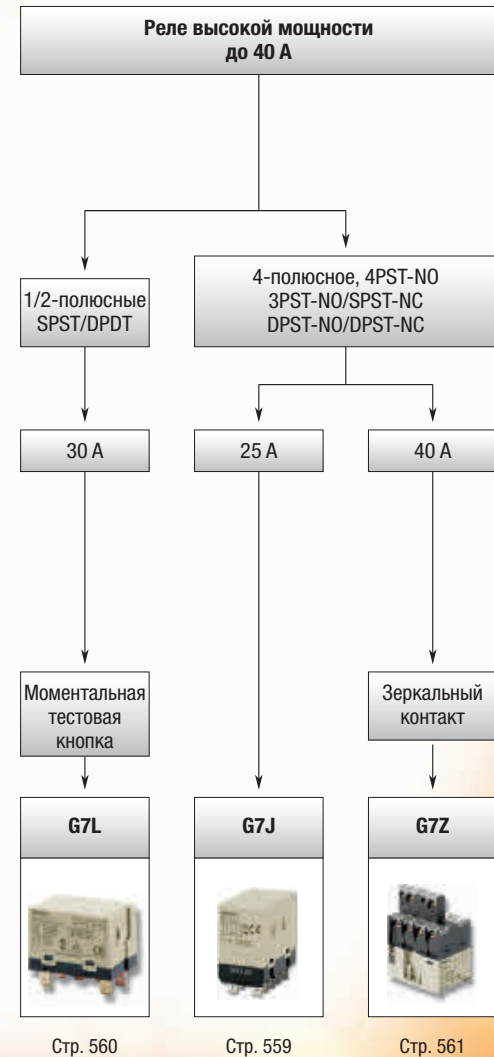 Реле высокой мощности
до 40 А
1/2-полюсные
SPST/DPDT
4-полюсное, 4PST-NO
3PST-NO/SPST-NC
DPST-NO/DPST-NC
30 А
25 А
40 А
Моментальная
тестовая
кнопка
Зеркальный
контакт
G7L
G7J
G7Z
Стр. 560
Стр. 559
Стр. 561